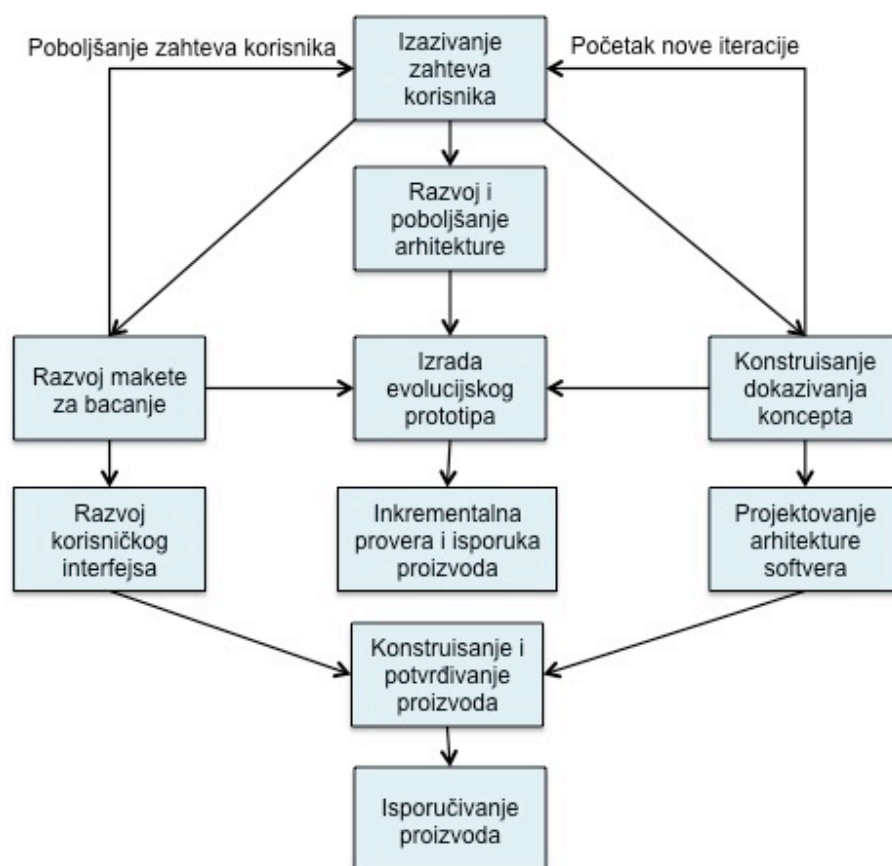 Poboljšanje zahteva korisnika
Izazivanje
zahteva
korisnika
Početak nove iteracije
Razvoj i
poboljšanje
arhitekture
Razvoj makete
za bacanje
Izrada
evolucijskog
prototipa
Konstruisanje
dokazivanja
koncepta
Razvoj
korisničkog
interfejsa
Inkrementalna
provera i isporuka
proizvoda
Projektovanje
arhitekture
softvera
Konstruisanje i
potvrđivanje
proizvoda
Isporučivanje
proizvoda